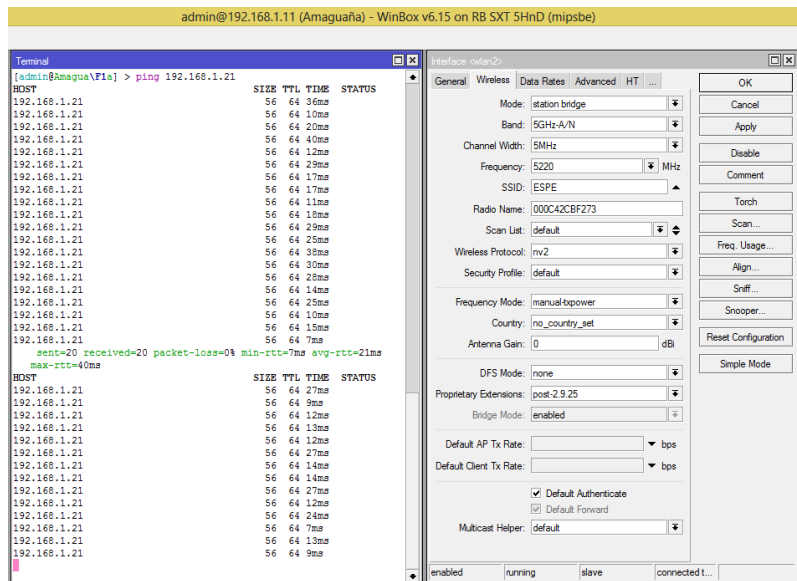 admin@192.168.1.11 (Amaguaña) - WinBox v6.15 on RB SXT 5HnD (mipsbe)
Terminal
[admin@Amagua\F1a] > ping 192.168.1.21
HOST SIZE TTL TIME STATUS
192.168.1.21 56 64 36ms
192.168.1.21 56 64 10ms
192.168.1.21 56 64 20ms
192.168.1.21 56 64 40ms
192.168.1.21 56 64 12ms
192.168.1.21 56 64 29ms
192.168.1.21 56 64 17ms
192.168.1.21 56 64 17ms
192.168.1.21 56 64 11ms
192.168.1.21 56 64 18ms
192.168.1.21 56 64 29ms
192.168.1.21 56 64 25ms
192.168.1.21 56 64 38ms
192.168.1.21 56 64 30ms
192.168.1.21 56 64 28ms
192.168.1.21 56 64 14ms
192.168.1.21 56 64 25ms
192.168.1.21 56 64 10ms
192.168.1.21 56 64 15ms
192.168.1.21 56 64 7ms
sent=20 received=20 packet-loss=0% min-rtt=7ms avg-rtt=21ms
max-rtt=40ms
HOST SIZE TTL TIME STATUS
192.168.1.21 56 64 27ms
192.168.1.21 56 64 9ms
192.168.1.21 56 64 12ms
192.168.1.21 56 64 13ms
192.168.1.21 56 64 12ms
192.168.1.21 56 64 27ms
192.168.1.21 56 64 14ms
192.168.1.21 56 64 14ms
192.168.1.21 56 64 27ms
192.168.1.21 56 64 12ms
192.168.1.21 56 64 24ms
192.168.1.21 56 64 7ms
192.168.1.21 56 64 13ms
192.168.1.21 56 64 9ms
Interface <wlan2>
General Wireless Data Rates Advanced HT ...
Mode: station bridge
Band: 5GHz-A/N
Channel Width: 5MHz
Frequency: 5220 MHz
SSID: ESPE
Radio Name: 000C42CBF273
Scan List: default
Wireless Protocol: nv2
Security Profile: default
Frequency Mode: manual-txpower
Country: no_country_set
Antenna Gain: 0 dBi
DFS Mode: none
Proprietary Extensions: post-2.9.25
Bridge Mode: enabled
Default AP Tx Rate: bps
Default Client Tx Rate: bps
Default Authenticate
Default Forward
Multicast Helper: default
OK
Cancel
Apply
Disable
Comment
Torch
Scan...
Freq. Usage...
Align...
Sniff...
Snooper...
Reset Configuration
Simple Mode
enabled running slave connected t...